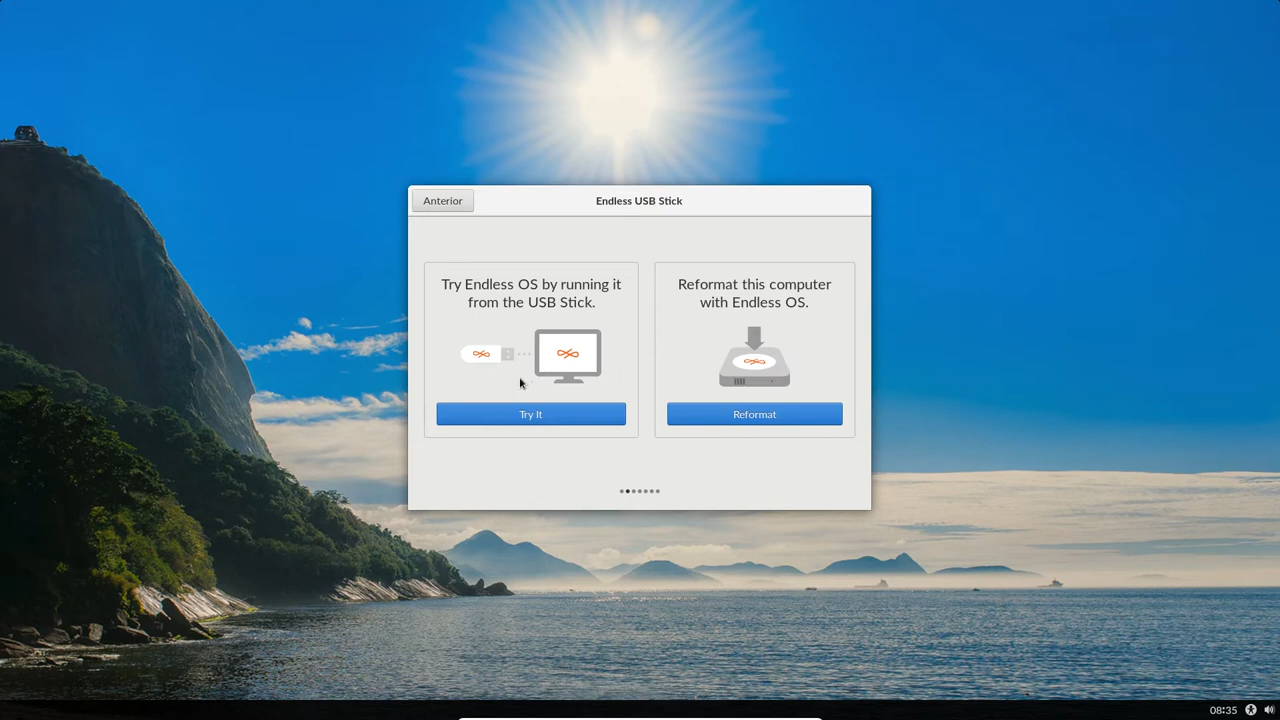 Anterior
Endless USB Stick
Try Endless OS by running it
from the USB Stick.
Try It
Reformat this computer
with Endless OS.
Reformat
08:35